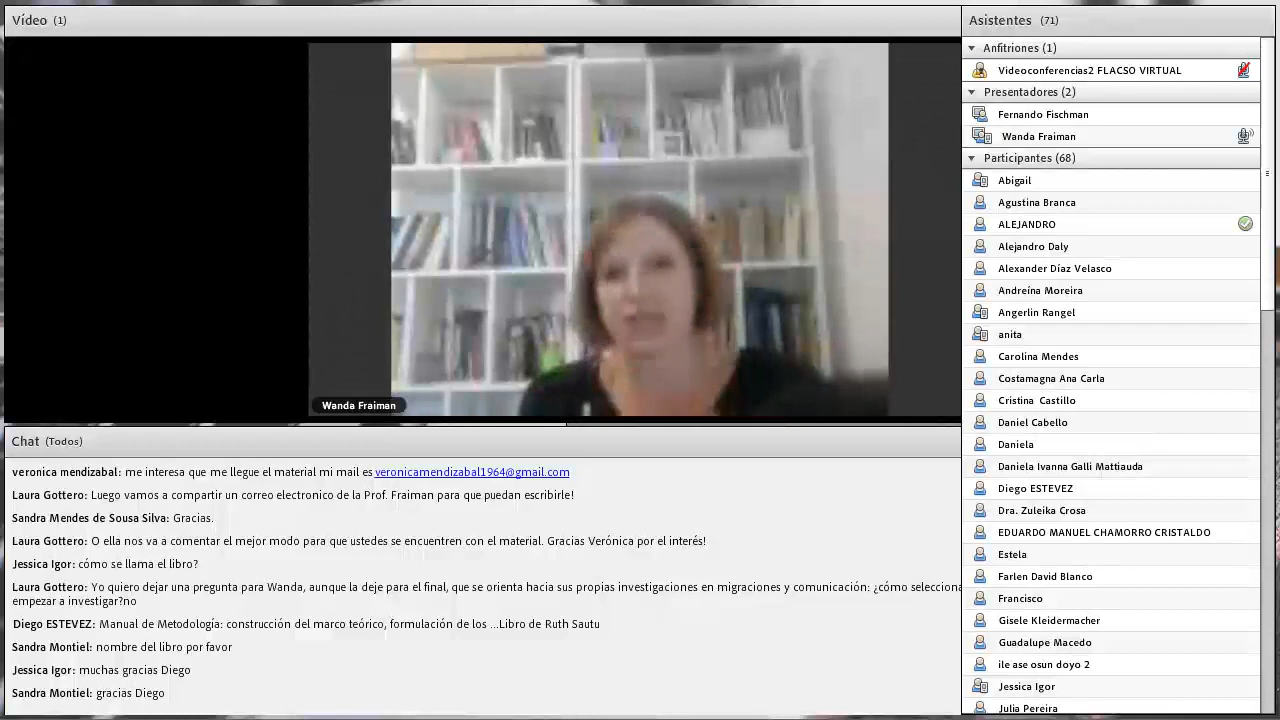 Vídeo (1)
Wanda Fraiman
Chat (Todos)
veronica mendizabal: me interesa que me llegue el material mi mail es veronicamendizabal1964@gmail.com
Laura Gottero: Luego vamos a compartir un correo electronico de la Prof. Fraiman para que puedan escribirle!
Sandra Mendes de Sousa Silva: Gracias.
Laura Gottero: O ella nos va a comentar el mejor modo para que ustedes se encuentren con el material. Gracias Verónica por el interés!
Jessica Igor: cómo se llama el libro?
Laura Gottero: Yo quiero dejar una pregunta para Wanda, aunque la deje para el final, que se orienta hacia sus propias investigaciones en migraciones y comunicación: ¿cómo selecciona
empezar a investigar?no
Diego ESTEVEZ: Manual de Metodología: construcción del marco teórico, formulación de los ...Libro de Ruth Sautu
Sandra Montiel: nombre del libro por favor
Jessica Igor: muchas gracias Diego
Sandra Montiel: gracias Diego
Asistentes (71)
Anfitriones (1)
Videoconferencias2 FLACSO VIRTUAL
Presentadores (2)
Fernando Fischman
Wanda Fraiman
Participantes (68)
Abigail
Agustina Branca
ALEJANDRO
Alejandro Daly
Alexander Díaz Velasco
Andreína Moreira
Angerlin Rangel
anita
Carolina Mendes
Costamagna Ana Carla
Cristina Castillo
Daniel Cabello
Daniela
Daniela Ivanna Galli Mattiauda
Diego ESTEVEZ
Dra. Zuleika Crosa
EDUARDO MANUEL CHAMORRO CRISTALDO
Estela
Farlen David Blanco
Francisco
Gisele Kleidermacher
Guadalupe Macedo
ile ase osun doyo 2
Jessica Igor
Julia Pereira